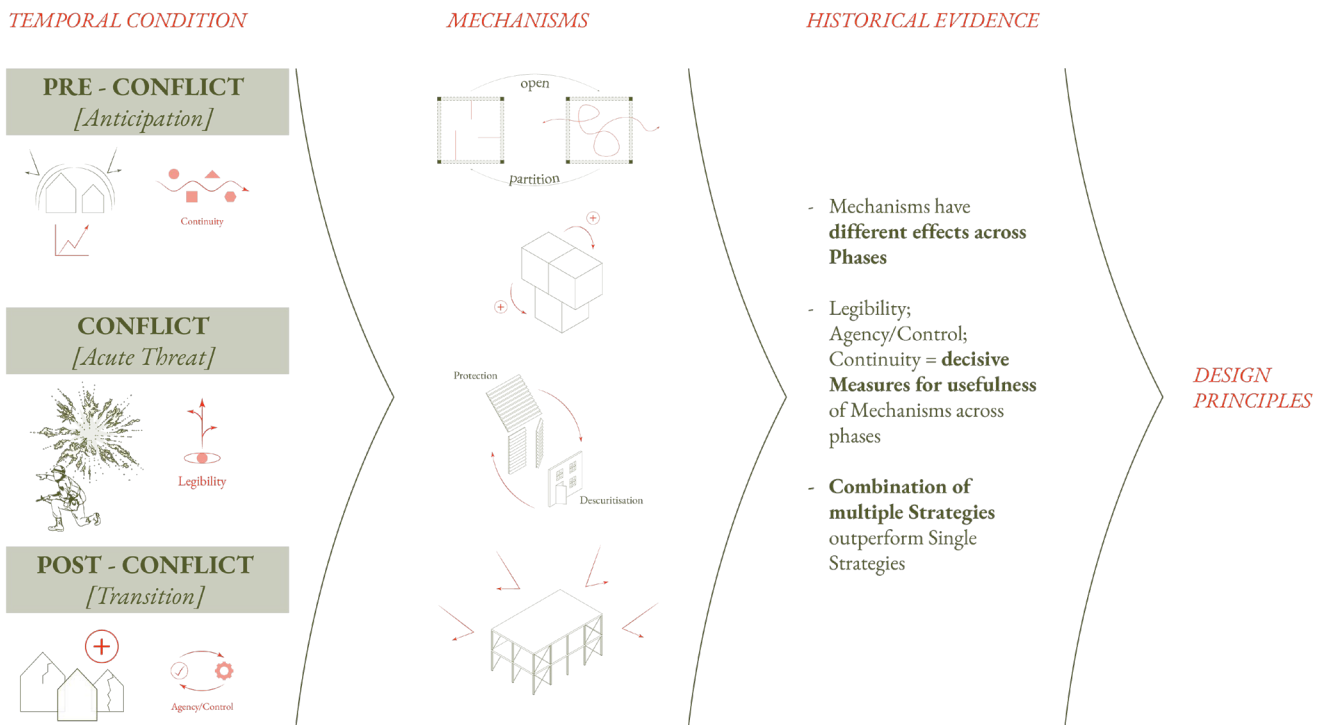 TEMPORAL CONDITION
MECHANISMS
HISTORICAL EVIDENCE
PRE - CONFLICT
[Anticipation]
Continuity
CONFLICT
[Acute Threat]
Legibility
POST - CONFLICT
[Transition]
Agency/Control
open
partition
Protection
Descuritisation
- Mechanisms have
different effects across
Phases
- Legibility;
Agency/Control;
Continuity = decisive
Measures for usefulness
of Mechanisms across
phases
- Combination of
multiple Strategies
outperform Single
Strategies
DESIGN
PRINCIPLES